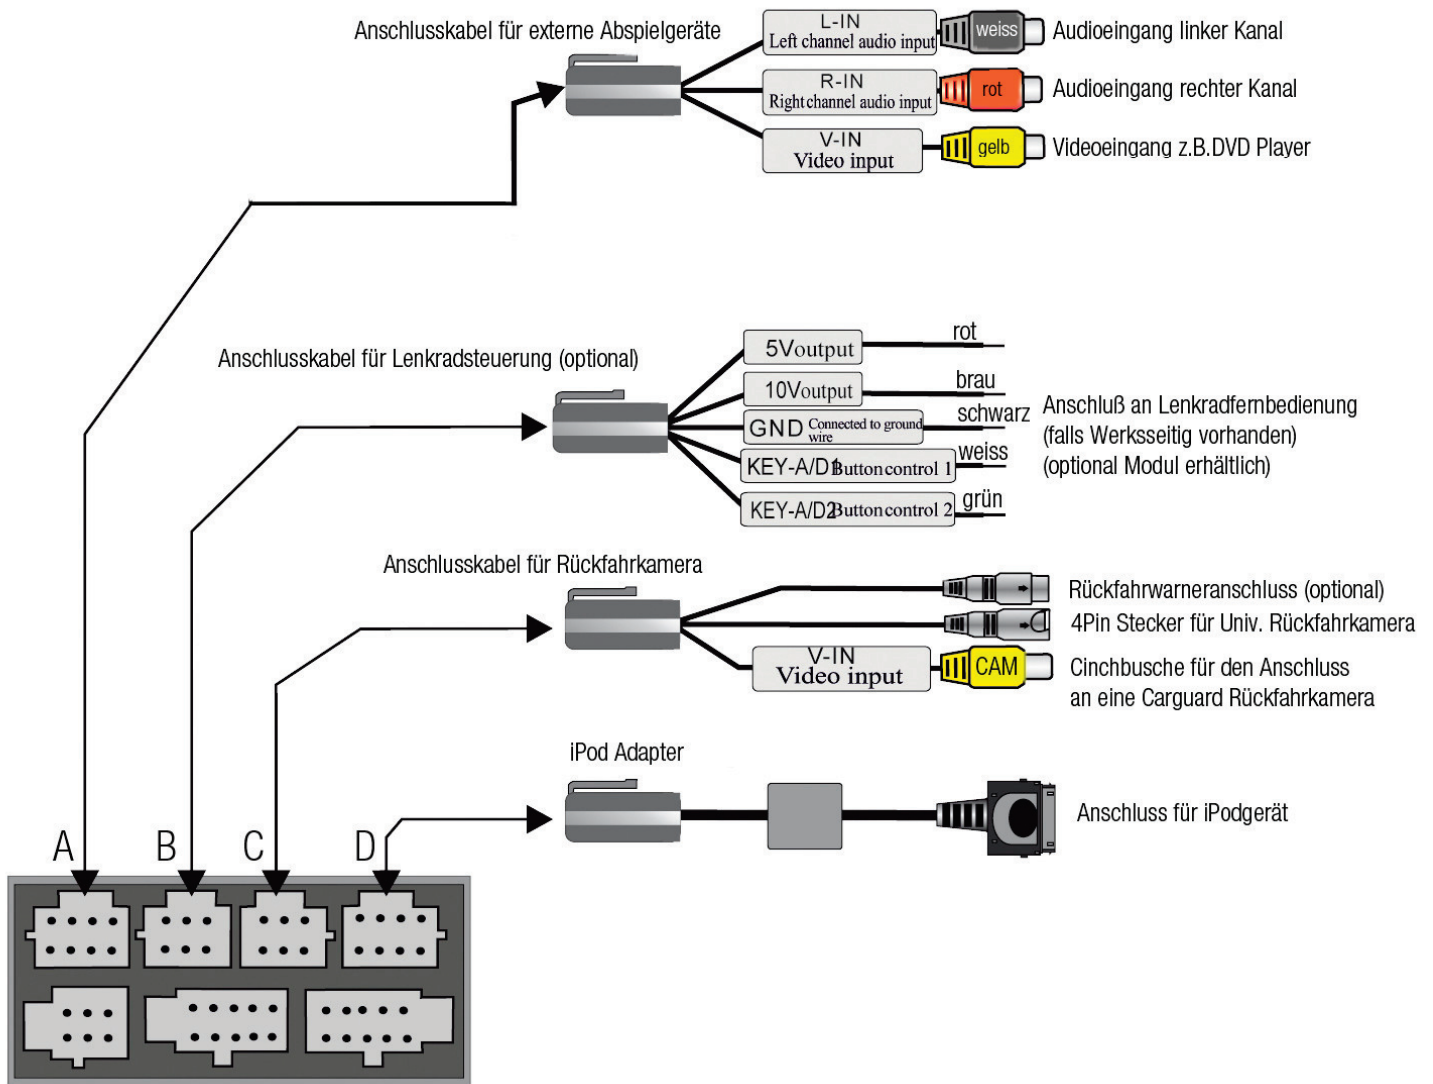 Anschlusskabel für externe Abspielgeräte
L-IN
Left channel audio input
weiss
Audioeingang linker Kanal
R-IN
Right channel audio input
rot
Audioeingang rechter Kanal
V-IN
Video input
gelb
Videoeingang z.B.DVD Player
Anschlusskabel für Lenkradsteuerung (optional)
5Voutput
rot
10Voutput
brau
GND Connected to ground
wire
schwarz
KEY-A/D1 Button control 1
weiss
KEY-A/D2 Button control 2
grün
Anschluß an Lenkradfernbedienung
(falls Werksseitig vorhanden)
(optional Modul erhältlich)
Anschlusskabel für Rückfahrkamera
Rückfahrwarneranschluss (optional)
4Pin Stecker für Univ. Rückfahrkamera
V-IN
Video input
CAM
Cinchbusche für den Anschluss
an eine Carguard Rückfahrkamera
iPod Adapter
Anschluss für iPodgerät
A B C D